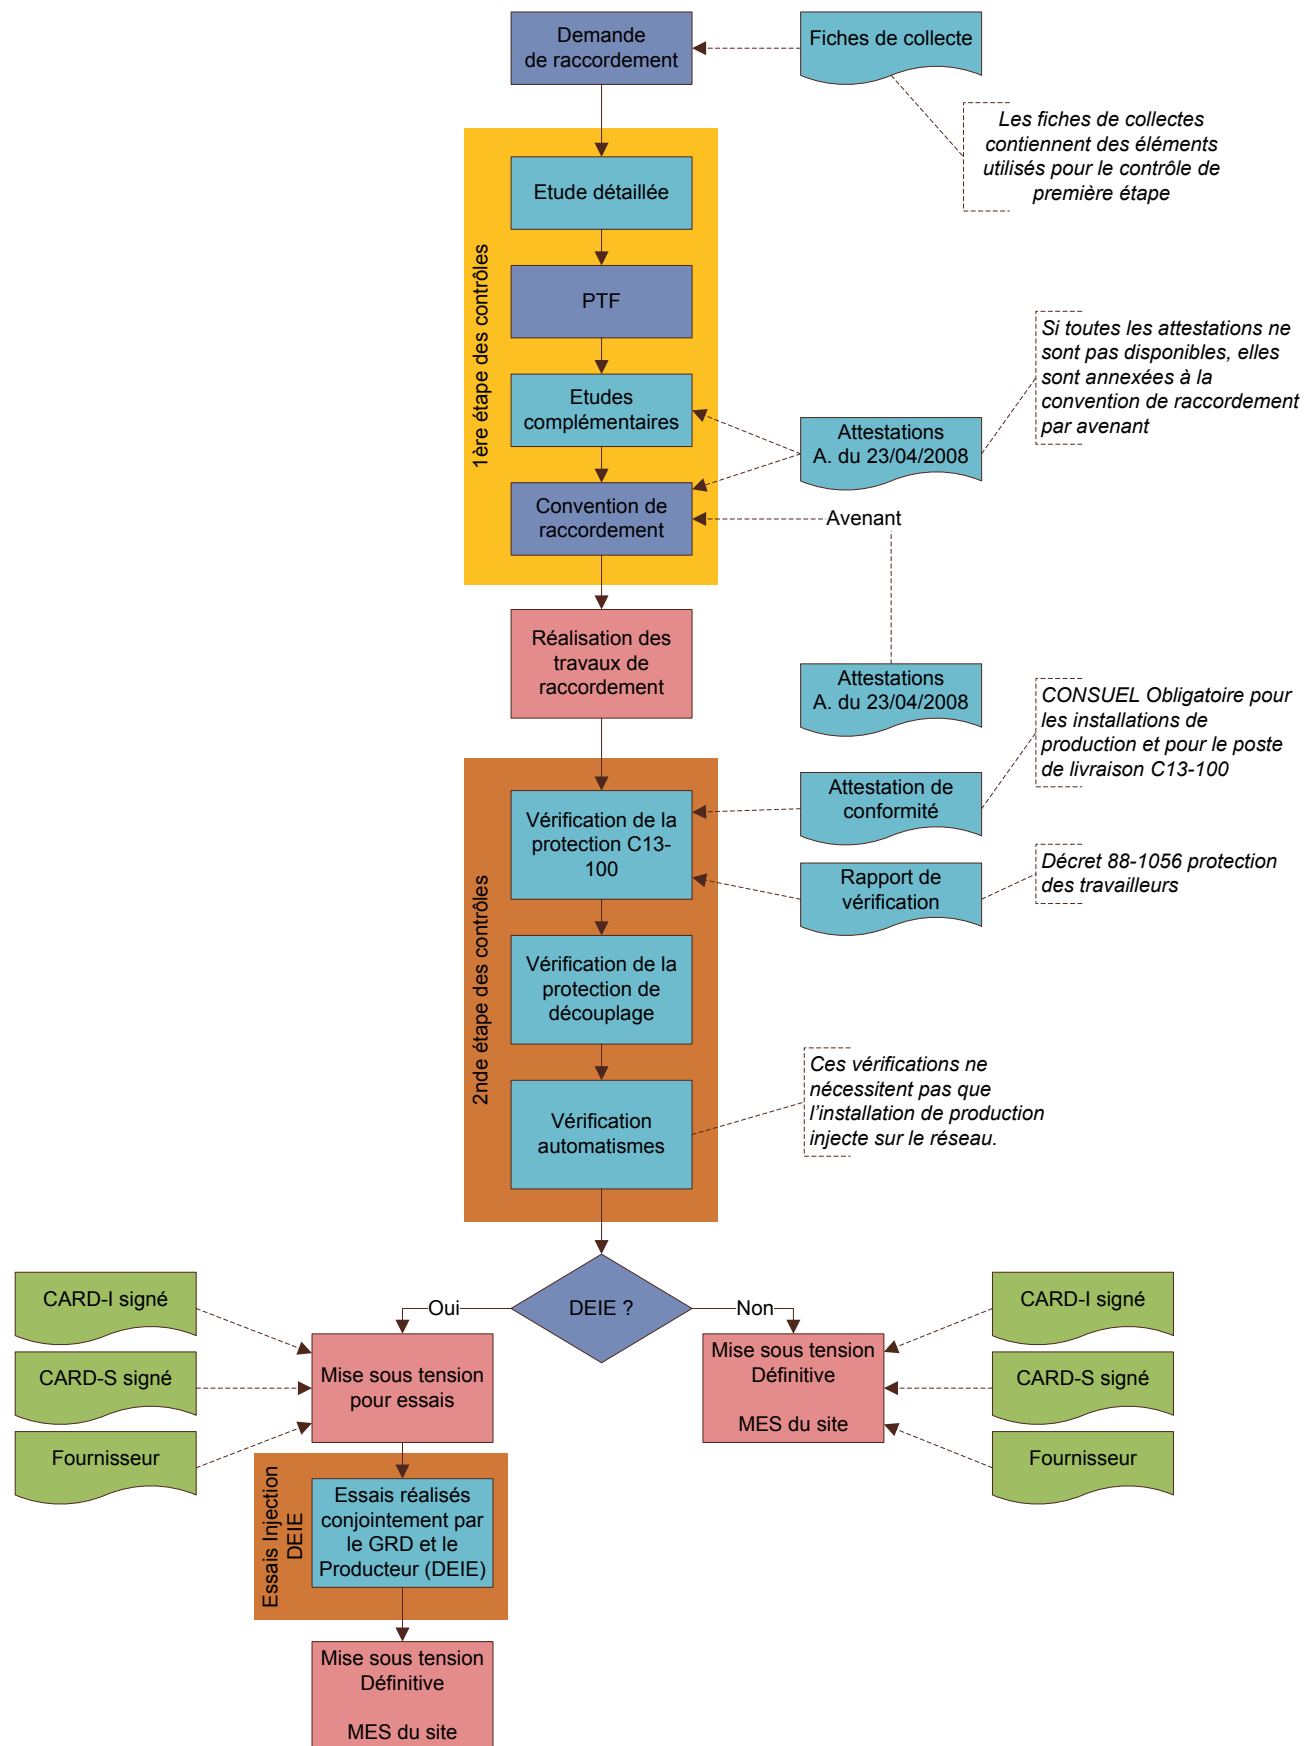 Demande
de raccordement
Fiches de collecte
Les fiches de collectes
contiennent des éléments
utilisés pour le contrôle de
première étape
1ère étape des contrôles
Etude détaillée
PTF
Etudes
complémentaires
Convention de
raccordement
Si toutes les attestations ne
sont pas disponibles, elles
sont annexées à la
convention de raccordement
par avenant
Attestations
A. du 23/04/2008
Avenant
Réalisation des
travaux de
raccordement
Attestations
A. du 23/04/2008
CONSUEL Obligatoire pour
les installations de
production et pour le poste
de livraison C13-100
2nde étape des contrôles
Vérification de la
protection C13-
100
Attestation de
conformité
Rapport de
vérification
Décret 88-1056 protection
des travailleurs
Vérification de la
protection de
découplage
Vérification
automatismes
Ces vérifications ne
nécessitent pas que
l'installation de production
injecte sur le réseau.
DEIE ?
Oui
Non
CARD-I signé
CARD-S signé
Fournisseur
Mise sous tension
pour essais
Mise sous tension
Définitive
MES du site
CARD-I signé
CARD-S signé
Fournisseur
Essais Injection
DEIE
Essais réalisés
conjointement par
le GRD et le
Producteur (DEIE)
Mise sous tension
Définitive
MES du site